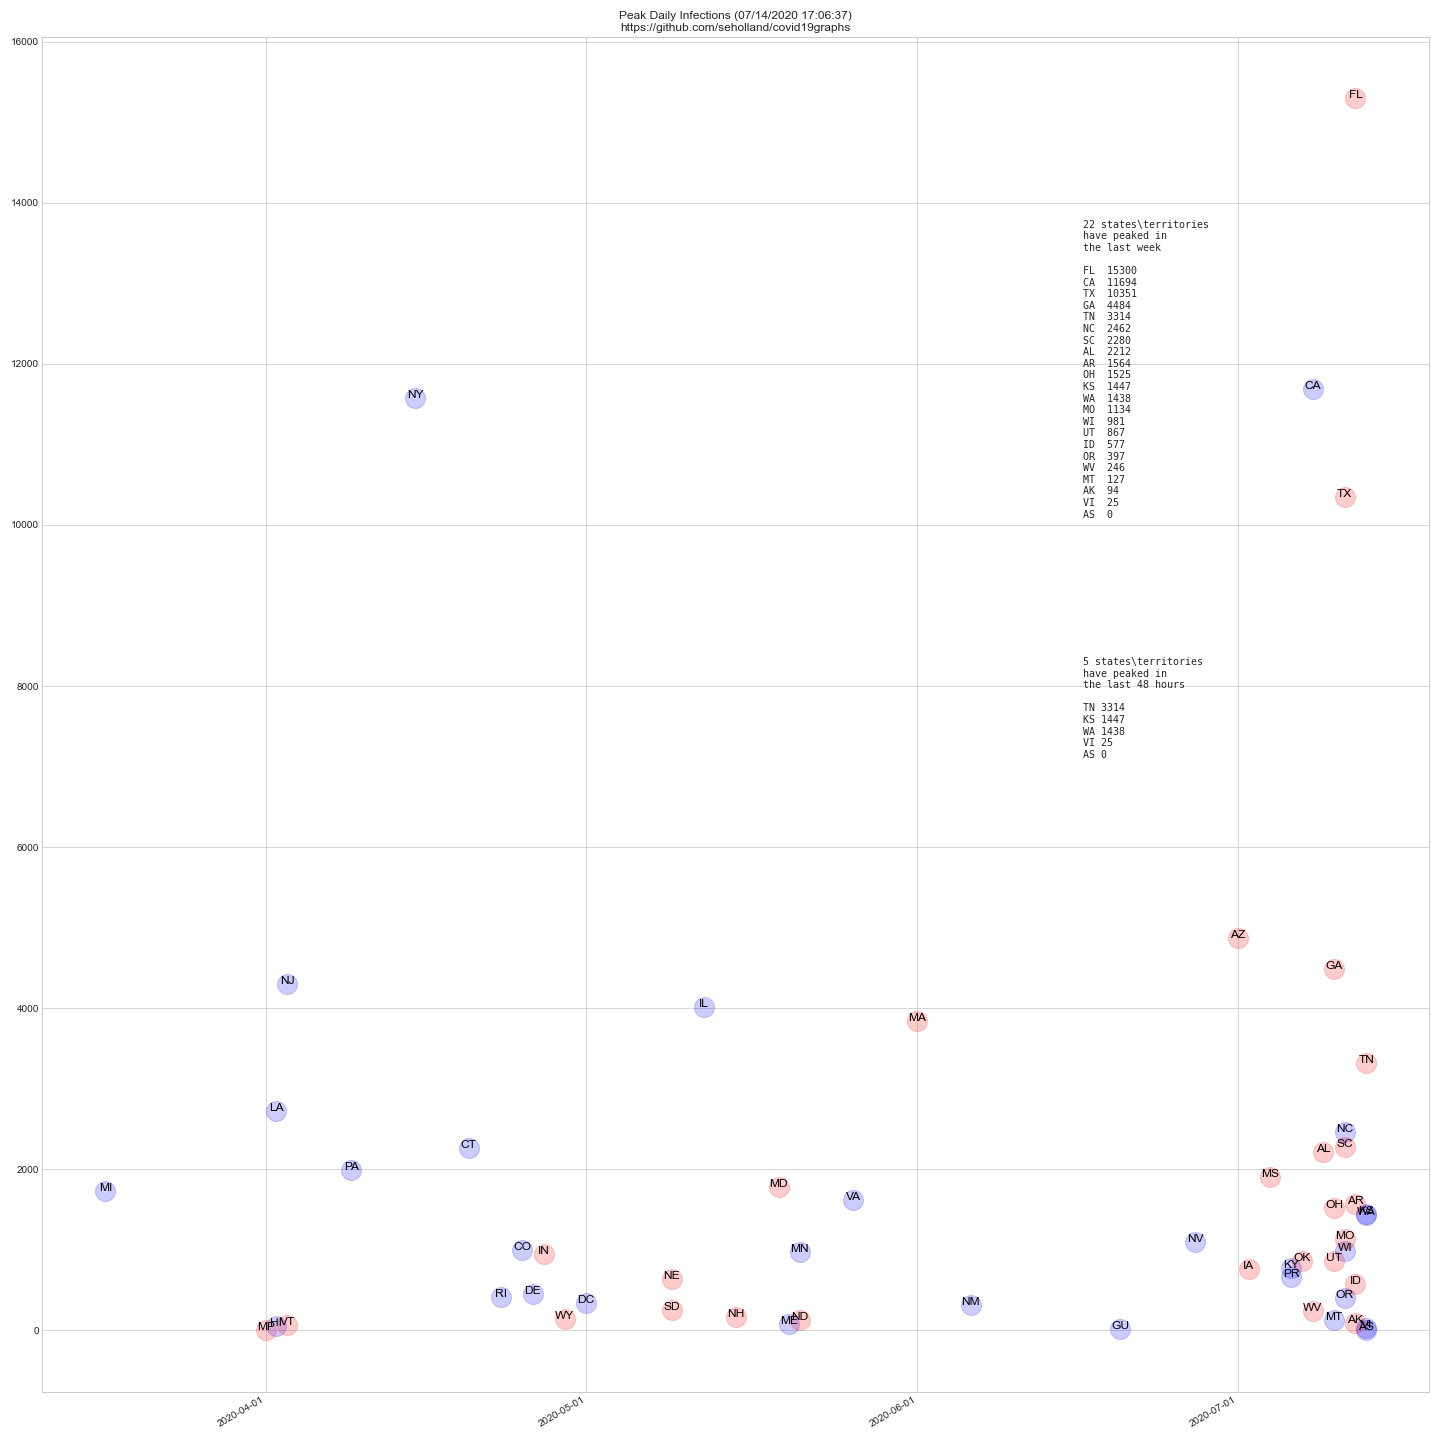 Peak Daily Infections (07/14/2020 17:06:37)
https://github.com/seholland/covid19graphs
16000
FL
14000
22 states\territories
have peaked in
the last week
FL 15300
CA 11694
TX 10351
GA 4484
TN 3314
NC 2462
SC 2280
AL 2212
AR 1564
OH 1525
KS 1447
WA 1438
MO 1134
WI 981
UT 867
ID 577
OR 397
WV 246
MT 127
AK 94
VI 25
AS 0
12000
NY
CA
TX
10000
5 states\territories
have peaked in
the last 48 hours
TN 3314
KS 1447
WA 1438
VI 25
AS 0
8000
6000
AZ
GA
NJ
4000
IL
MA
TN
LA
NC
CT
SC
AL
2000
PA
MS
MI
MD
VA
AR
OH
KS
WA
NV
MO
CO
IN
MN
WI
OK
UT
IA
KY
PR
NE
ID
RI
DE
DC
OR
WY
SD
NH
ND
NM
WV
MT
MP
HI
VT
ME
GU
AK
VI
AS
0
2020-04-01
2020-05-01
2020-06-01
2020-07-01